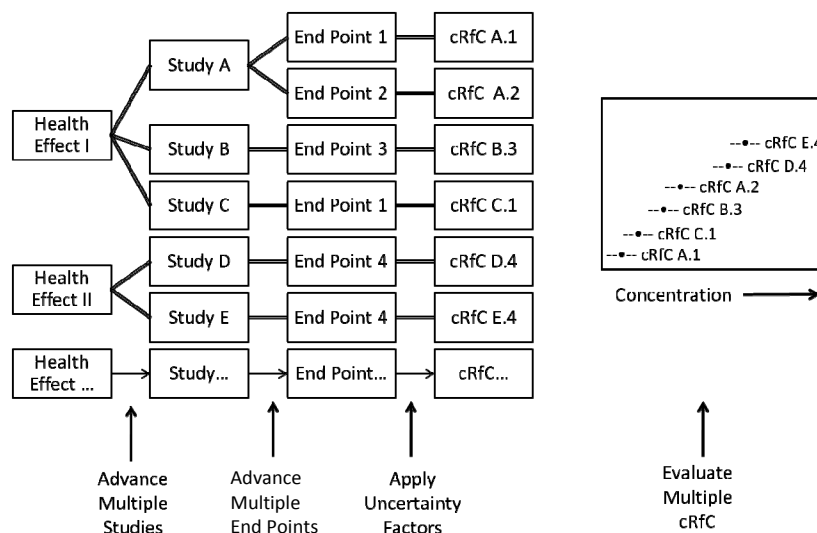 Health
Effect I
Study A
End Point 1
cRfC A.1
End Point 2
cRfC A.2
Study B
End Point 3
cRfC B.3
Study C
End Point 1
cRfC C.1
Health
Effect II
Study D
End Point 4
cRfC D.4
Study E
End Point 4
cRfC E.4
Health
Effect ...
Study...
End Point...
cRfC...
Advance
Multiple
Studies
Advance
Multiple
End Points
Apply
Uncertainty
Factors
cRfC E.4
cRfC D.4
cRfC A.2
cRfC B.3
cRfC C.1
cRfC A.1
Concentration
Evaluate
Multiple
cRfC